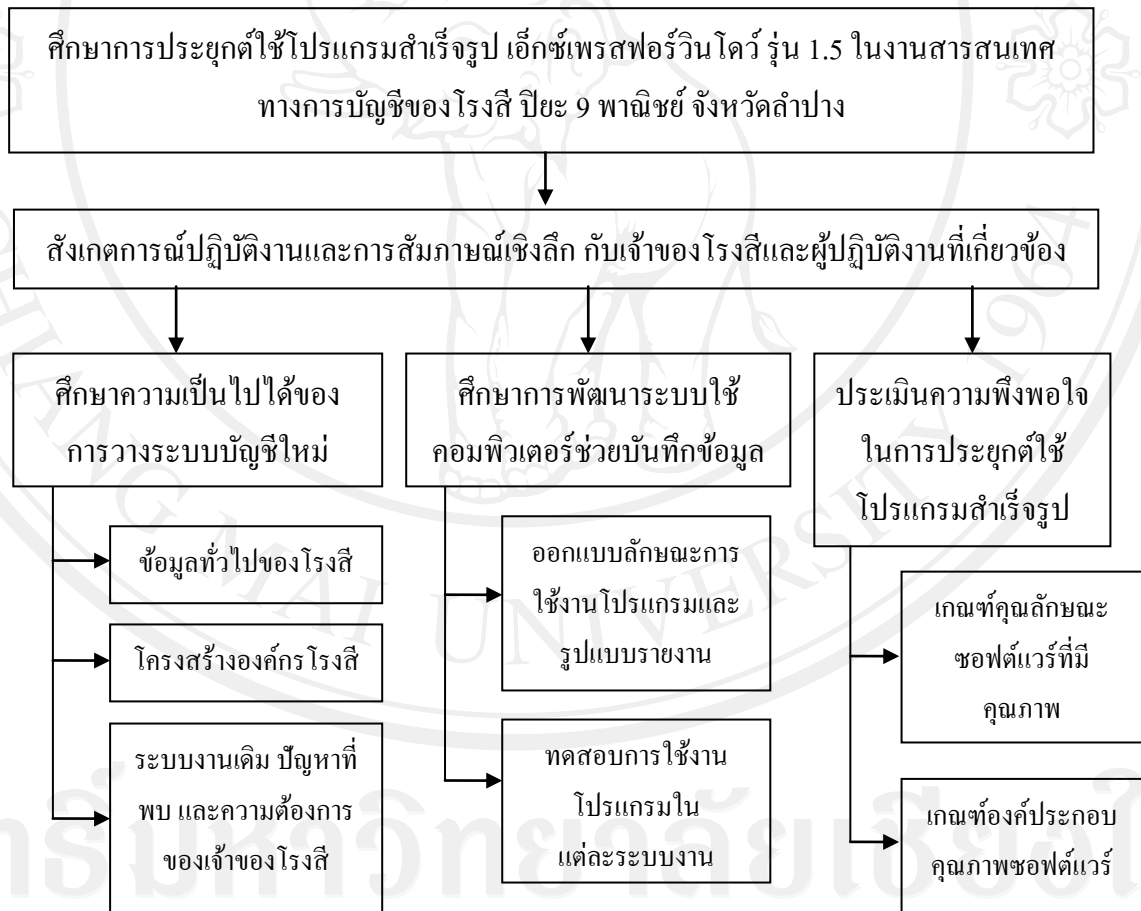 ศึกษาการประยุกต์ใช้โปรแกรมสำเร็จรูป เอ็กซ์เพรสฟอร์วินโดว์ รุ่น 1.5 ในงานสารสนเทศ
ทางการบัญชีของโรงสี ปิยะ 9 พาณิชย์ จังหวัดลำปาง
สังเกตการณ์ปฏิบัติงานและการสัมภาษณ์เชิงลึก กับเจ้าของโรงสีและผู้ปฏิบัติงานที่เกี่ยวข้อง
ศึกษาความเป็นไปได้ของ
การวางระบบบัญชีใหม่
ข้อมูลทั่วไปของโรงสี
โครงสร้างองค์กรโรงสี
ระบบงานเดิม ปัญหาที่
พบ และความต้องการ
ของเจ้าของโรงสี
ศึกษาการพัฒนาระบบใช้
คอมพิวเตอร์ช่วยบันทึกข้อมูล
ออกแบบลักษณะการ
ใช้งานโปรแกรมและ
รูปแบบรายงาน
ทดสอบการใช้งาน
โปรแกรมใน
แต่ละระบบงาน
ประเมินความพึงพอใจ
ในการประยุกต์ใช้
โปรแกรมสำเร็จรูป
เกณฑ์คุณลักษณะ
ซอฟต์แวร์ที่มี
คุณภาพ
เกณฑ์องค์ประกอบ
คุณภาพซอฟต์แวร์
CHIANG MAI UNIVERSITY 1964
มหาวิทยาลัยเชียงใ